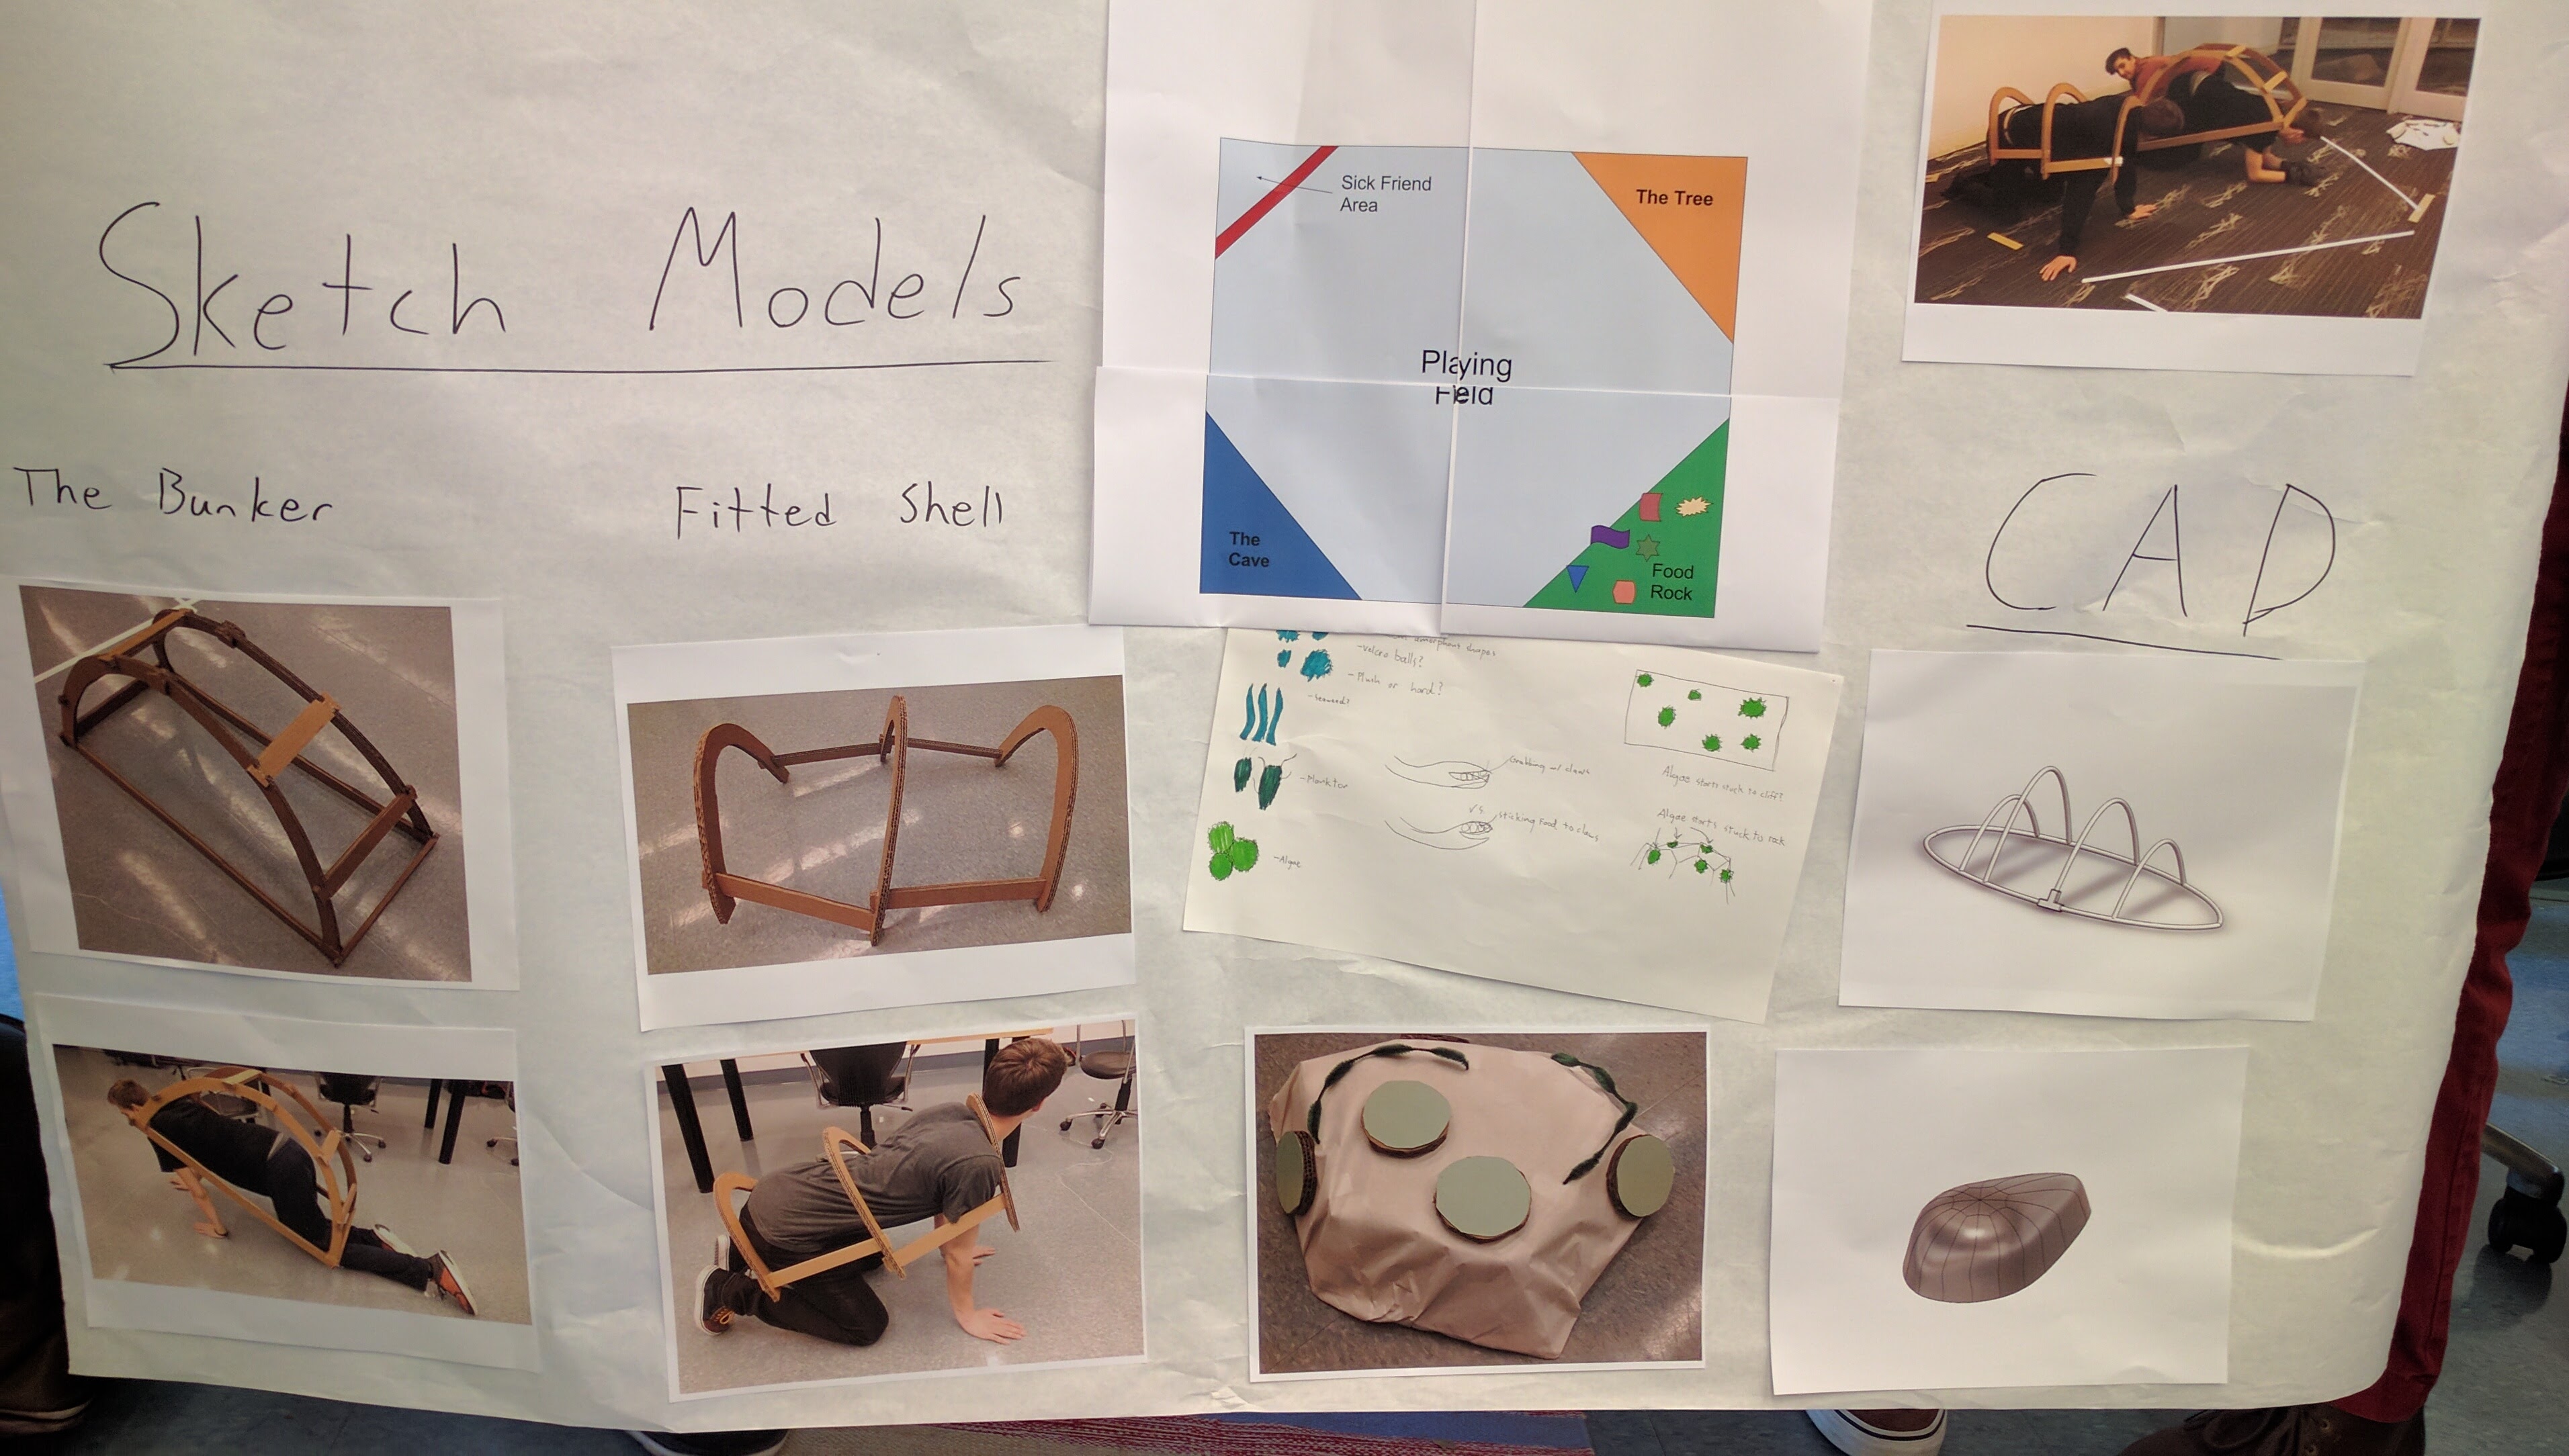 Sketch Models
The Bunker
Fitted Shell
Sick Friend
Area
The Tree
Playing
Field
The
Cave
Food
Rock
CAD
amorphous shapes
-velcro balls?
-Plush or hard?
-seaweed?
-Plankton
-Algae
Grabbing w/ claws
vs
sticking food to claws
Algae starts stuck to cliff?
Algae starts stuck to rock